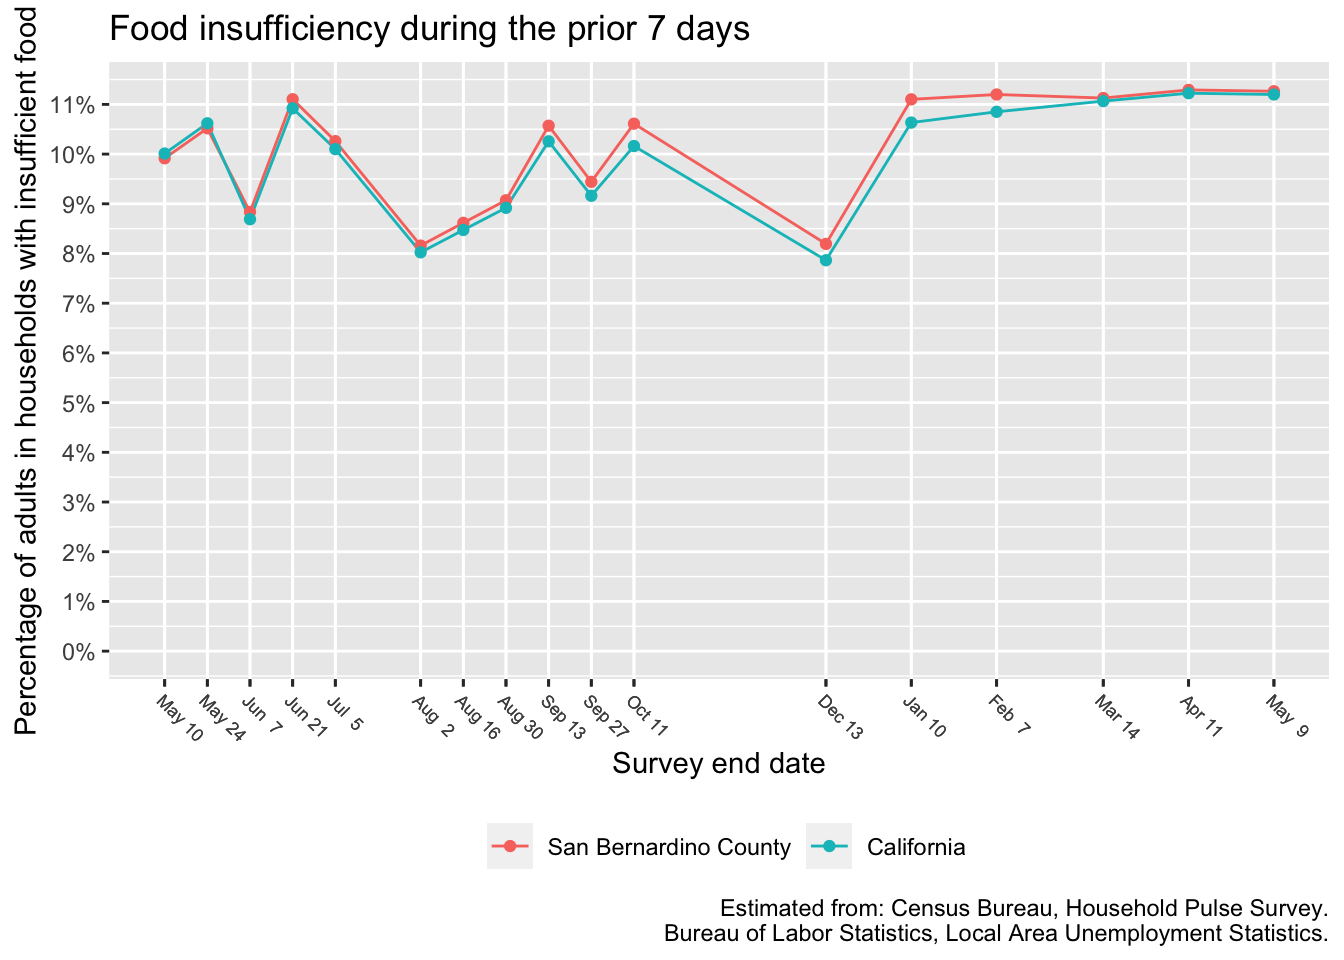 Food insufficiency during the prior 7 days
Percentage of adults in households with insufficient food
11%
10%
9%
8%
7%
6%
5%
4%
3%
2%
1%
0%
May 10
May 24
Jun 7
Jun 21
Jul 5
Aug 2
Aug 16
Aug 30
Sep 13
Sep 27
Oct 11
Dec 13
Jan 10
Feb 7
Mar 14
Apr 11
May 9
Survey end date
San Bernardino County
California
Estimated from: Census Bureau, Household Pulse Survey.
Bureau of Labor Statistics, Local Area Unemployment Statistics.